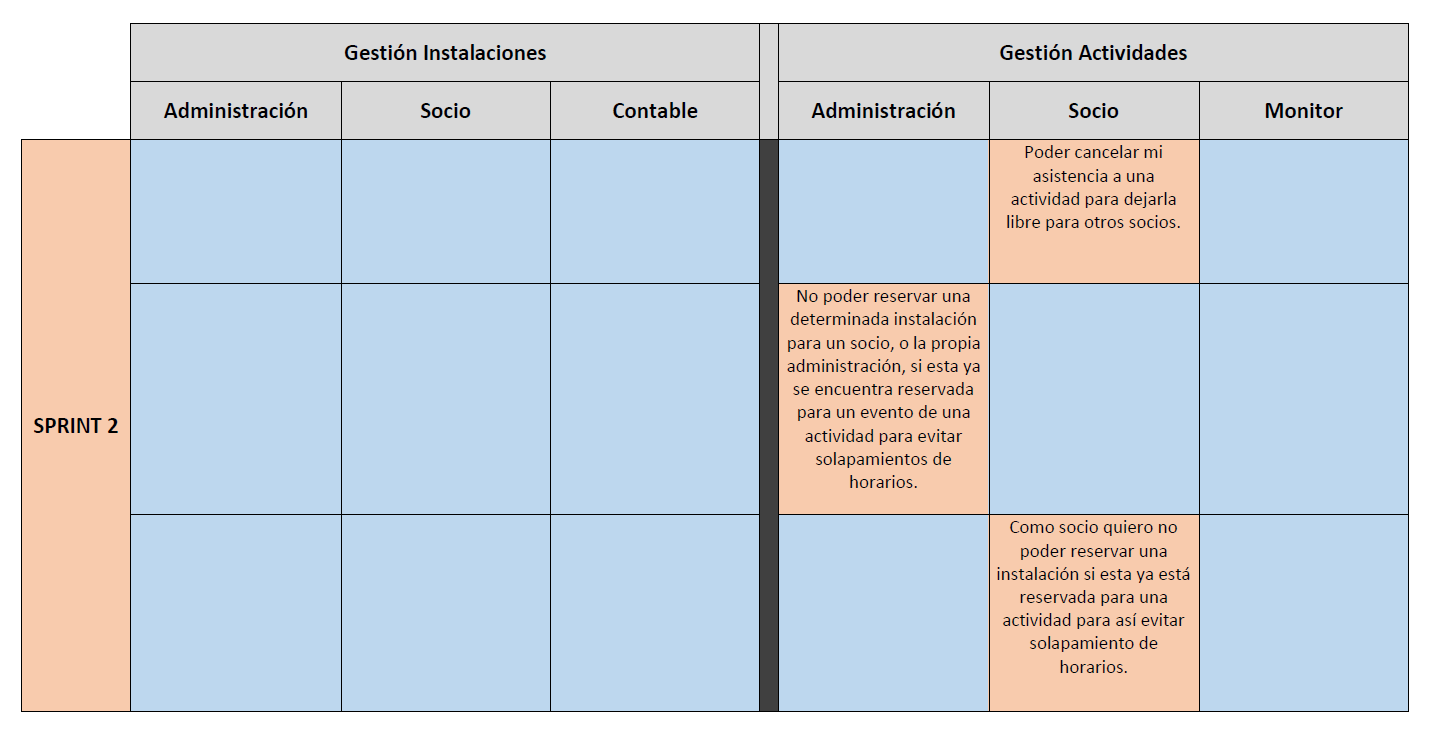 Gestión Instalaciones
Gestión Actividades
Administración
Socio
Contable
Administración
Socio
Monitor
SPRINT 2
Poder cancelar mi
asistencia a una
actividad para dejarla
libre para otros socios.
No poder reservar una
determinada instalación
para un socio, o la propia
administración, si esta ya
se encuentra reservada
para un evento de una
actividad para evitar
solapamientos de
horarios.
Como socio quiero no
poder reservar una
instalación si esta ya está
reservada para una
actividad para así evitar
solapamiento de
horarios.